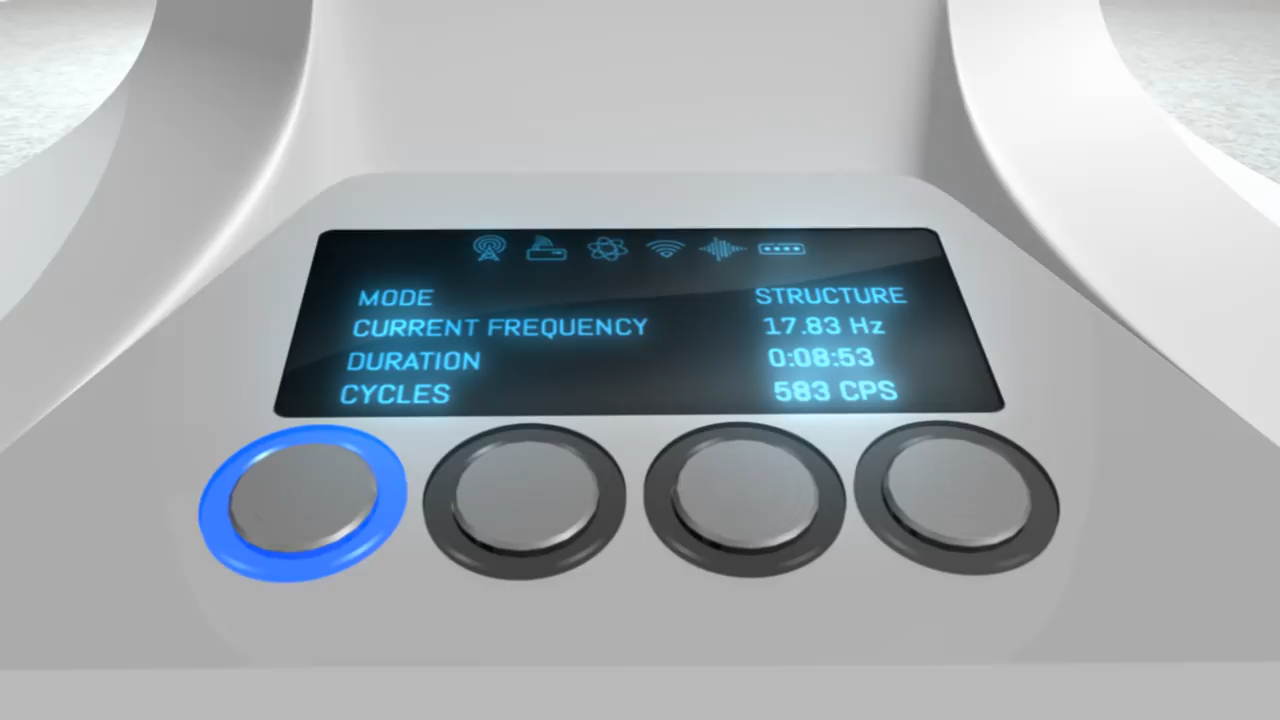 MODE STRUCTURE
CURRENT FREQUENCY 17.83 Hz
DURATION 0:08:53
CYCLES 583 CPS